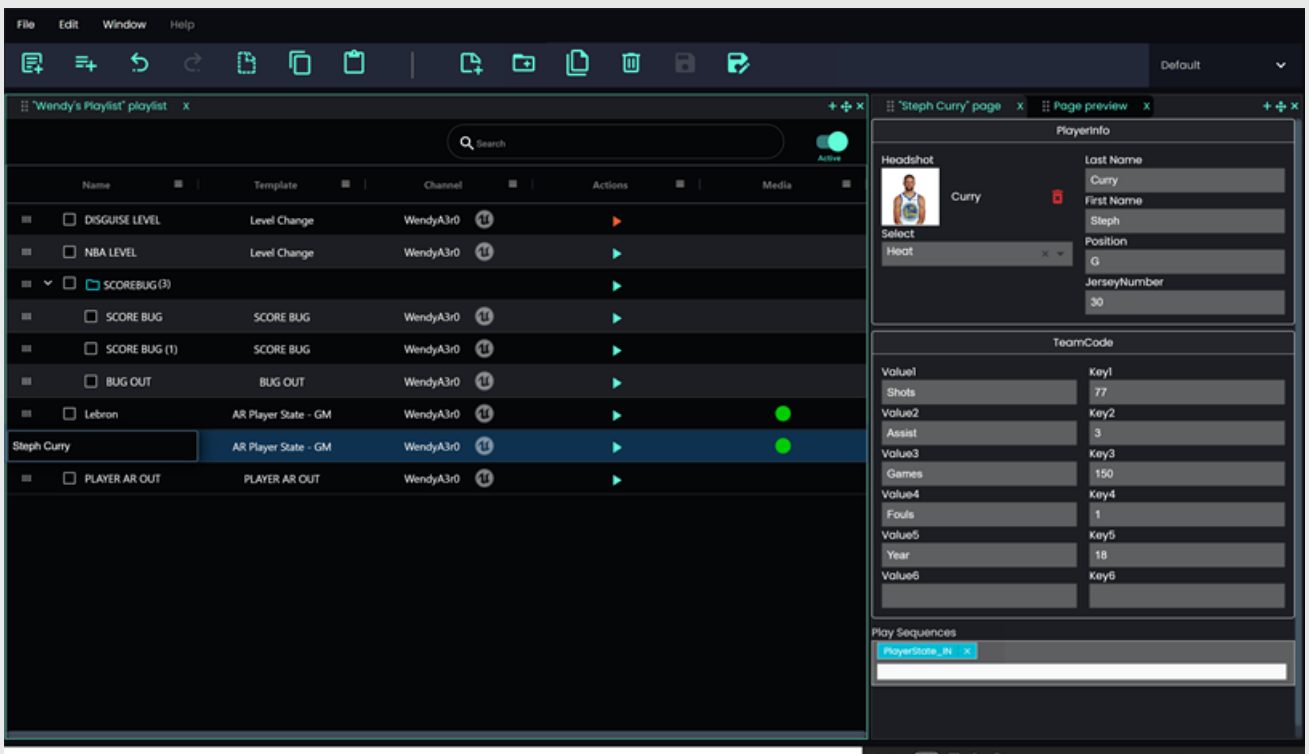 File Edit Window Help
Default
"Wendy's Playlist" playlist x
Search
Active
Name Template Channel Actions Media
DISGUISE LEVEL Level Change WendyA3r0
NBA LEVEL Level Change WendyA3r0
SCOREBUG (3)
SCORE BUG SCORE BUG WendyA3r0
SCORE BUG (1) SCORE BUG WendyA3r0
BUG OUT BUG OUT WendyA3r0
Lebron AR Player State - GM WendyA3r0
Steph Curry AR Player State - GM WendyA3r0
PLAYER AR OUT PLAYER AR OUT WendyA3r0
"Steph Curry" page x Page preview x
PlayerInfo
Headshot
Curry
Select
Heat
Last Name
Curry
First Name
Steph
Position
G
JerseyNumber
30
TeamCode
Value1 Key1
Shots 77
Value2 Key2
Assist 3
Value3 Key3
Games 150
Value4 Key4
Fouls 1
Value5 Key5
Year 18
Value6 Key6
Play Sequences
PlayerState_IN x